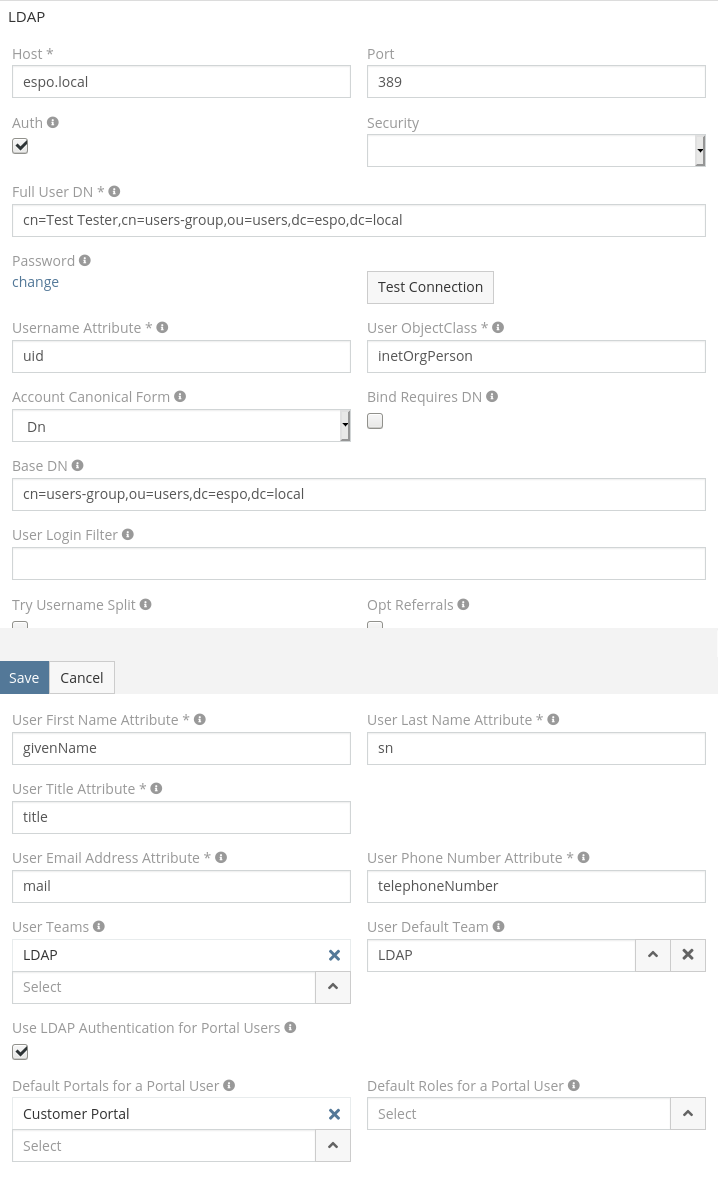 LDAP
Host * Port
espo.local 389
Auth Security
Full User DN *
cn=Test Tester,cn=users-group,ou=users,dc=espo,dc=local
Password
change Test Connection
Username Attribute * User ObjectClass *
uid inetOrgPerson
Account Canonical Form Bind Requires DN
Dn
Base DN
cn=users-group,ou=users,dc=espo,dc=local
User Login Filter
Try Username Split Opt Referrals
Save Cancel
User First Name Attribute * User Last Name Attribute *
givenName sn
User Title Attribute *
title
User Email Address Attribute * User Phone Number Attribute *
mail telephoneNumber
User Teams User Default Team
LDAP LDAP
Select
Use LDAP Authentication for Portal Users
Default Portals for a Portal User Default Roles for a Portal User
Customer Portal Select
Select